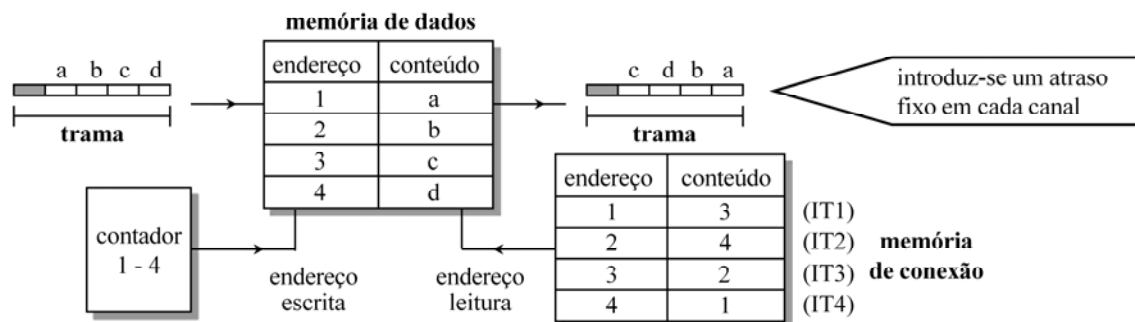 memória de dados
a b c d
trama
endereço conteúdo
1 a
2 b
3 c
4 d
c d b a
trama
introduz-se um atraso
fixo em cada canal
contador
1 - 4
endereço
escrita
endereço
leitura
endereço conteúdo
1 3 (IT1)
2 4 (IT2)
3 2 (IT3)
4 1 (IT4)
memória
de conexão